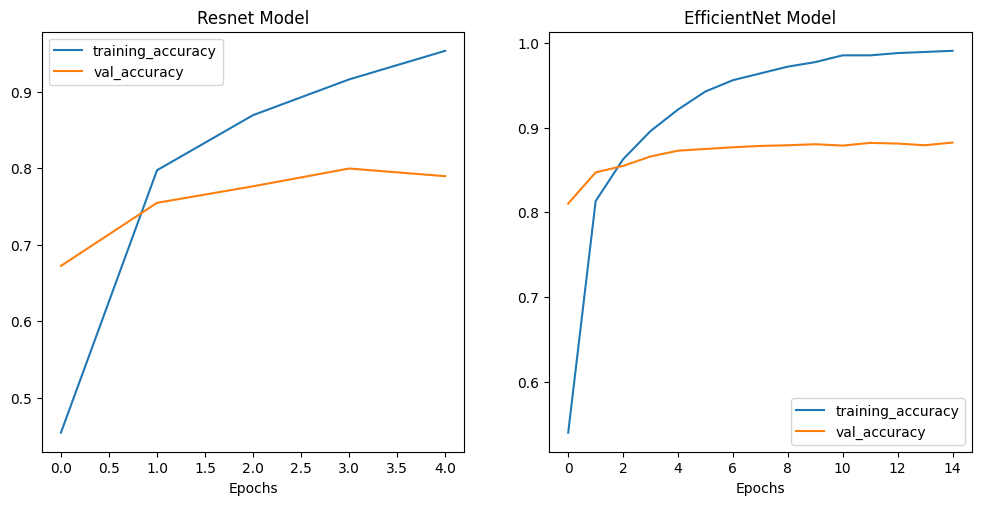 Resnet Model
training_accuracy
val_accuracy
0.9
0.8
0.7
0.6
0.5
0.0 0.5 1.0 1.5 2.0 2.5 3.0 3.5 4.0
Epochs
EfficientNet Model
1.0
0.9
0.8
0.7
0.6
training_accuracy
val_accuracy
0 2 4 6 8 10 12 14
Epochs